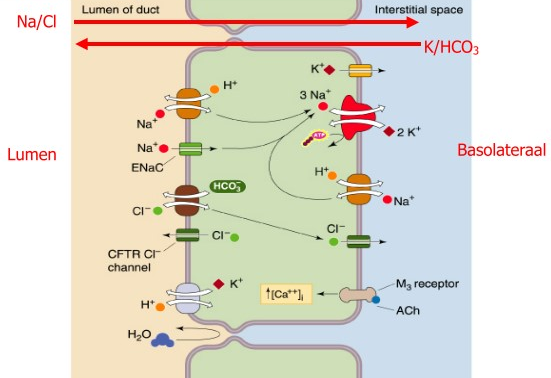 Lumen of duct
Interstitial space
Na/Cl
K/HCO₃
K⁺
H⁺
3 Na⁺
Na⁺
ATP
2 K⁺
Na⁺
ENaC
Lumen
Basolateraal
H⁺
HCO₃⁻
Na⁺
Cl⁻
Cl⁻
Cl⁻
CFTR Cl⁻
channel
K⁺
↑[Ca⁺⁺]ᵢ
M₃ receptor
H⁺
ACh
H₂O